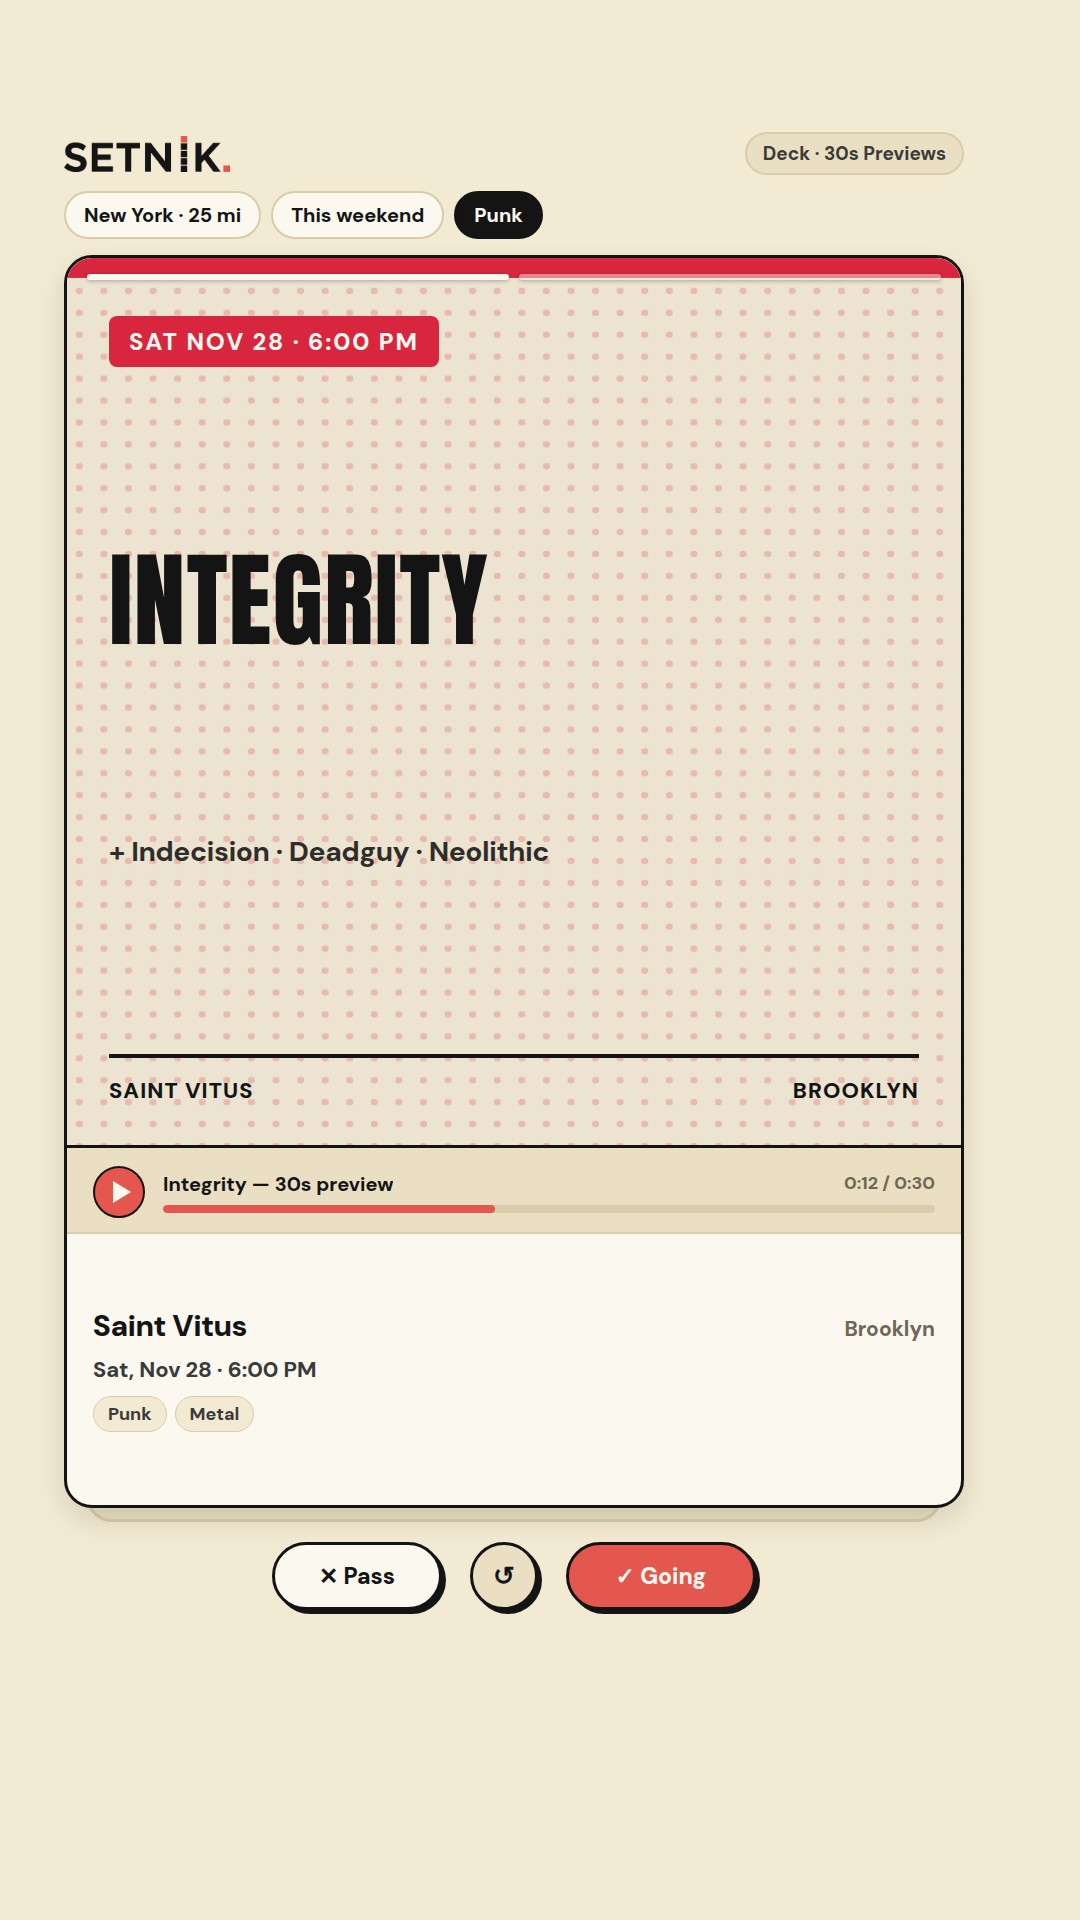 SETNIK.
Deck · 30s Previews
New York · 25 mi
This weekend
Punk
SAT NOV 28 · 6:00 PM
INTEGRITY
+ Indecision · Deadguy · Neolithic
SAINT VITUS
BROOKLYN
Integrity — 30s preview
0:12 / 0:30
Saint Vitus
Brooklyn
Sat, Nov 28 · 6:00 PM
Punk
Metal
✕ Pass
↺
✓ Going